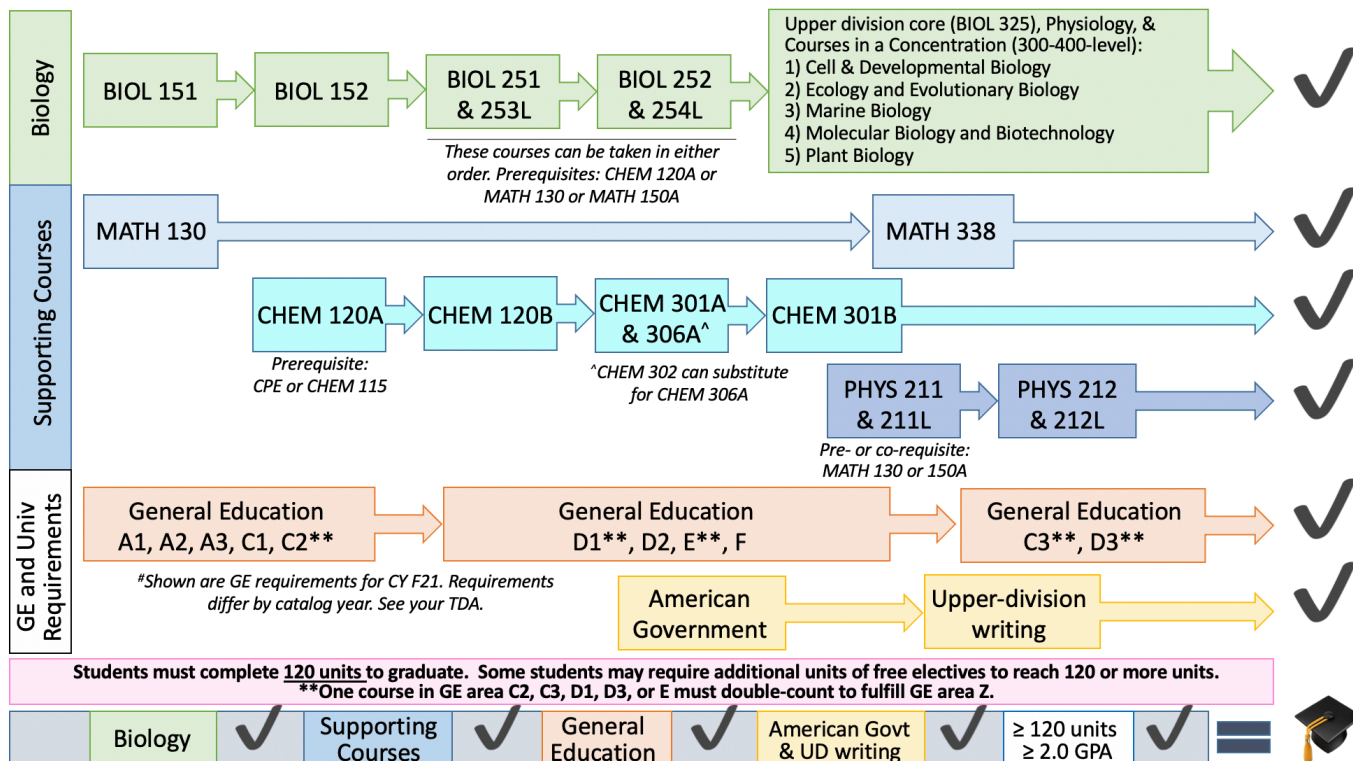 Biology
BIOL 151
BIOL 152
BIOL 251
& 253L
BIOL 252
& 254L
These courses can be taken in either
order. Prerequisites: CHEM 120A or
MATH 130 or MATH 150A
Upper division core (BIOL 325), Physiology, &
Courses in a Concentration (300-400-level):
1) Cell & Developmental Biology
2) Ecology and Evolutionary Biology
3) Marine Biology
4) Molecular Biology and Biotechnology
5) Plant Biology
Supporting Courses
MATH 130
MATH 338
CHEM 120A
Prerequisite:
CPE or CHEM 115
CHEM 120B
CHEM 301A
& 306A^
^CHEM 302 can substitute
for CHEM 306A
CHEM 301B
PHYS 211
& 211L
Pre- or co-requisite:
MATH 130 or 150A
PHYS 212
& 212L
GE and Univ
Requirements
General Education
A1, A2, A3, C1, C2**
General Education
D1**, D2, E**, F
General Education
C3**, D3**
#Shown are GE requirements for CY F21. Requirements
differ by catalog year. See your TDA.
American
Government
Upper-division
writing
Students must complete 120 units to graduate. Some students may require additional units of free electives to reach 120 or more units.
**One course in GE area C2, C3, D1, D3, or E must double-count to fulfill GE area Z.
Biology
Supporting
Courses
General
Education
American Govt
& UD writing
≥ 120 units
≥ 2.0 GPA